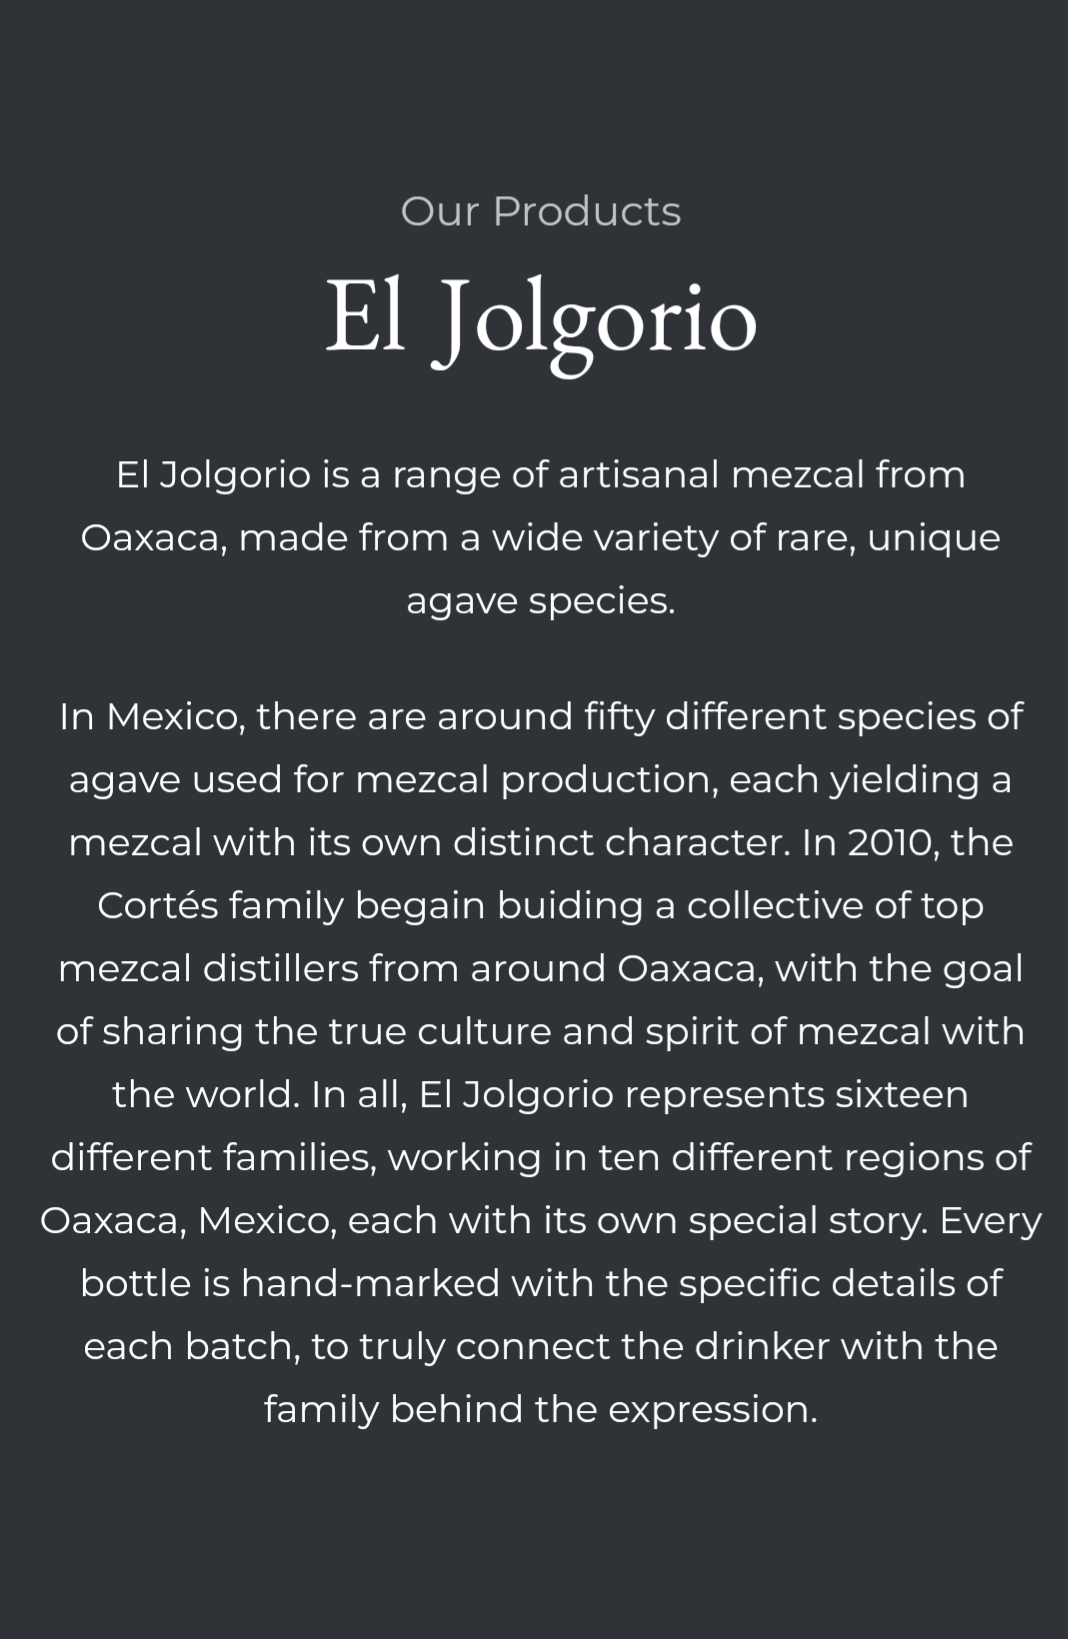 Our Products
El Jolgorio
El Jolgorio is a range of artisanal mezcal from
Oaxaca, made from a wide variety of rare, unique
agave species.
In Mexico, there are around fifty different species of
agave used for mezcal production, each yielding a
mezcal with its own distinct character. In 2010, the
Cortés family begain buiding a collective of top
mezcal distillers from around Oaxaca, with the goal
of sharing the true culture and spirit of mezcal with
the world. In all, El Jolgorio represents sixteen
different families, working in ten different regions of
Oaxaca, Mexico, each with its own special story. Every
bottle is hand-marked with the specific details of
each batch, to truly connect the drinker with the
family behind the expression.